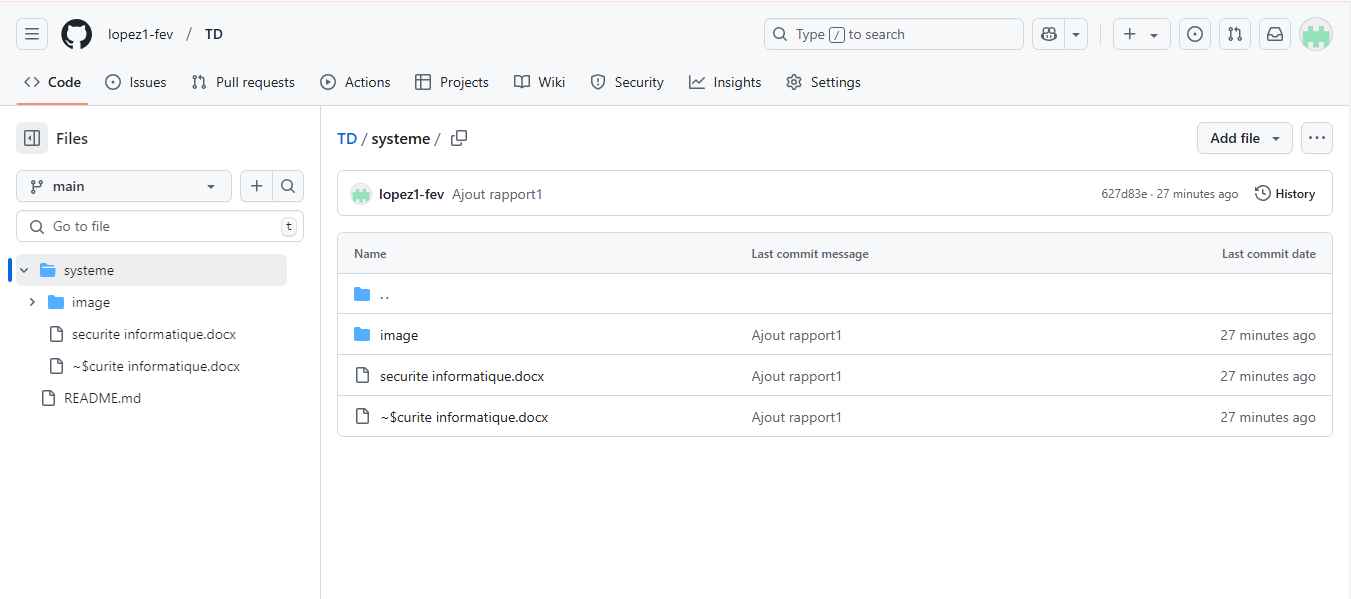 lopez1-fev / TD
Type / to search
Code Issues Pull requests Actions Projects Wiki Security Insights Settings
Files
main
Go to file t
systeme
image
securite informatique.docx
~$curite informatique.docx
README.md
TD / systeme /
Add file
lopez1-fev Ajout rapport1 627d83e · 27 minutes ago History
Name Last commit message Last commit date
..
image Ajout rapport1 27 minutes ago
securite informatique.docx Ajout rapport1 27 minutes ago
~$curite informatique.docx Ajout rapport1 27 minutes ago